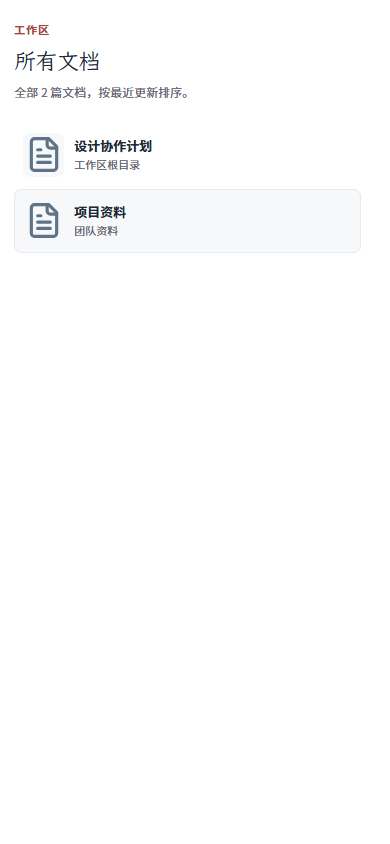 工作区
所有文档
全部 2 篇文档，按最近更新排序。
设计协作计划
工作区根目录
项目资料
团队资料